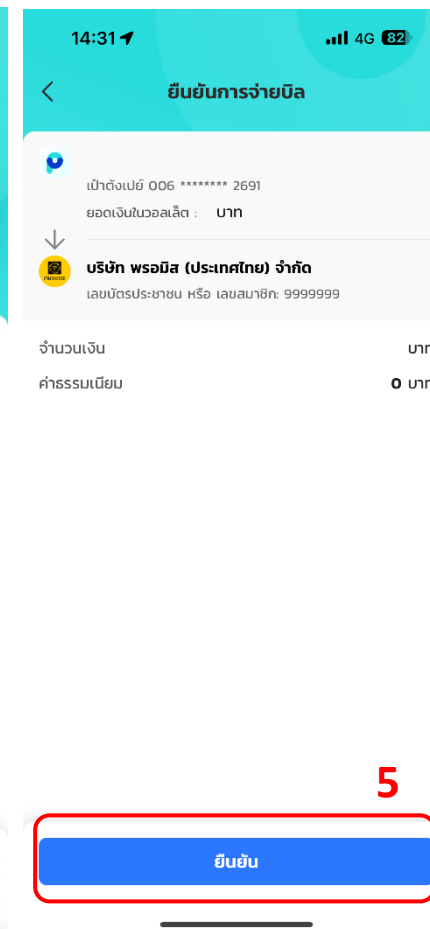 14:31
4G 82
ยืนยันการจ่ายบิล
เป๋าตังเปย์ 006 ******** 2691
ยอดเงินในวอลเล็ต : บาท
บริษัท พรอมิส (ประเทศไทย) จำกัด
PROMISE
เลขบัตรประชาชน หรือ เลขสมาชิก: 9999999
จำนวนเงิน บาท
ค่าธรรมเนียม 0 บาท
5
ยืนยัน